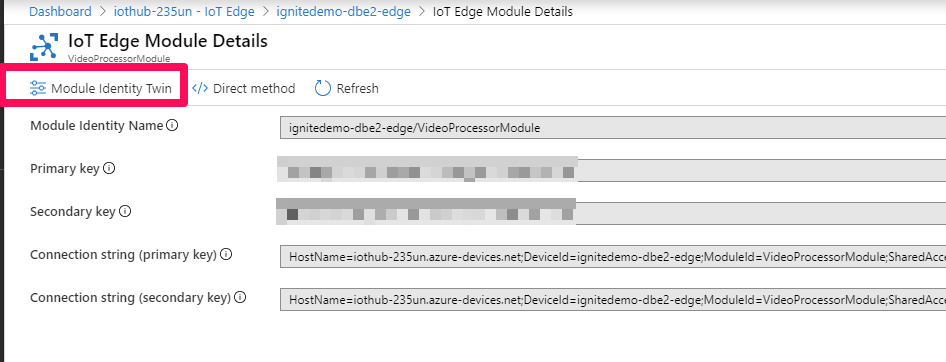 Dashboard > iothub-235un - IoT Edge > ignitedemo-dbe2-edge > IoT Edge Module Details
IoT Edge Module Details
VideoProcessorModule
Module Identity Twin </> Direct method Refresh
Module Identity Name ignitedemo-dbe2-edge/VideoProcessorModule
Primary key
Secondary key
Connection string (primary key) HostName=iothub-235un.azure-devices.net;DeviceId=ignitedemo-dbe2-edge;ModuleId=VideoProcessorModule;SharedAcce
Connection string (secondary key) HostName=iothub-235un.azure-devices.net;DeviceId=ignitedemo-dbe2-edge;ModuleId=VideoProcessorModule;SharedAcce